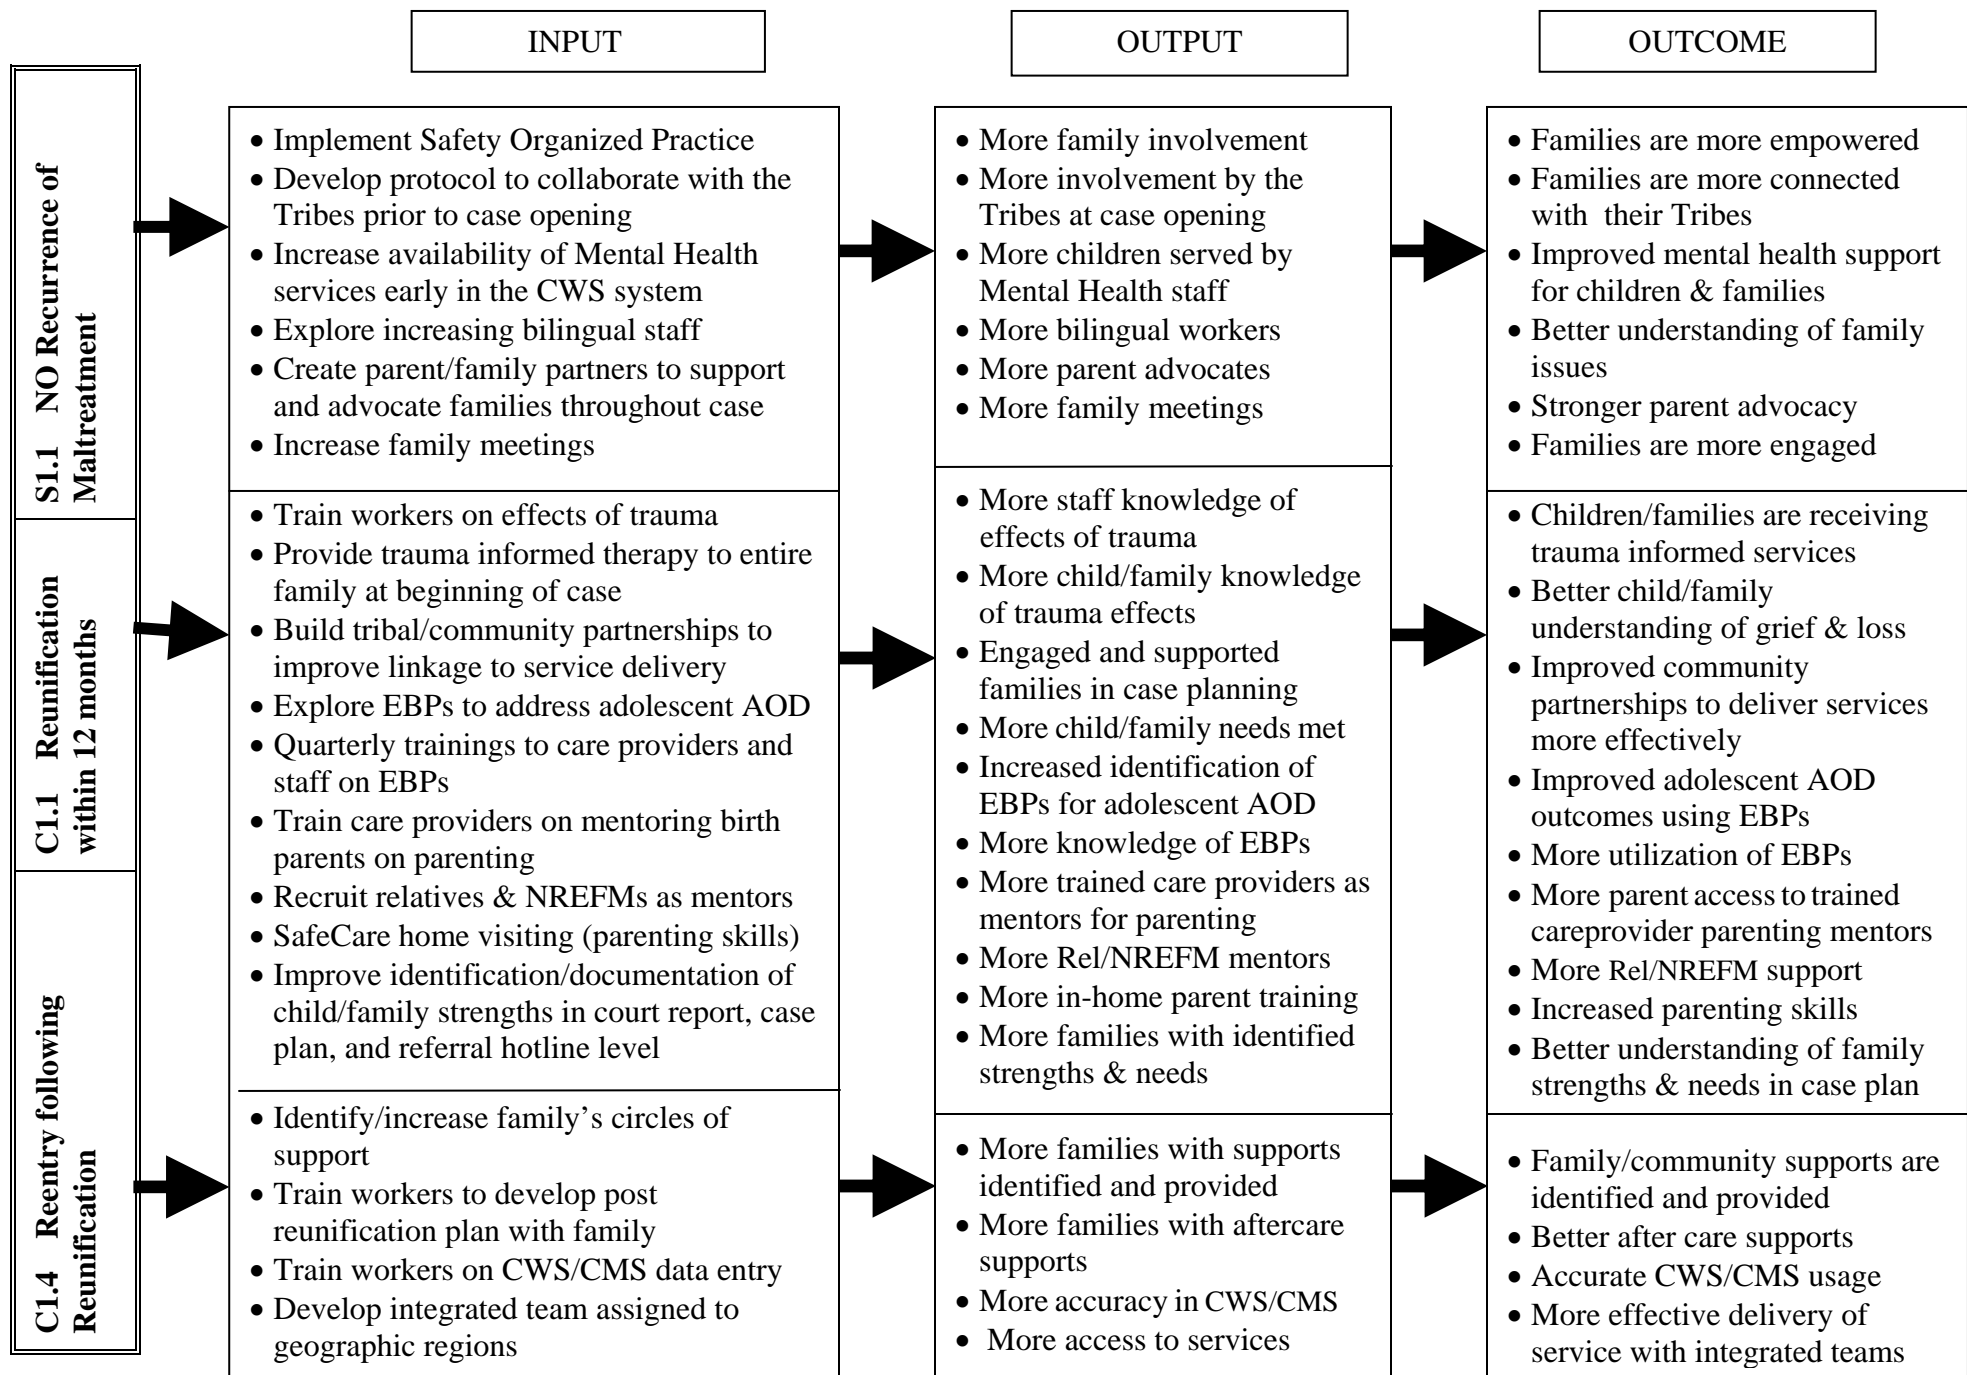 INPUT
OUTPUT
OUTCOME
S1.1 NO Recurrence of
Maltreatment
• Implement Safety Organized Practice
• Develop protocol to collaborate with the
Tribes prior to case opening
• Increase availability of Mental Health
services early in the CWS system
• Explore increasing bilingual staff
• Create parent/family partners to support
and advocate families throughout case
• Increase family meetings
• More family involvement
• More involvement by the
Tribes at case opening
• More children served by
Mental Health staff
• More bilingual workers
• More parent advocates
• More family meetings
• Families are more empowered
• Families are more connected
with their Tribes
• Improved mental health support
for children & families
• Better understanding of family
issues
• Stronger parent advocacy
• Families are more engaged
C1.1 Reunification
within 12 months
• Train workers on effects of trauma
• Provide trauma informed therapy to entire
family at beginning of case
• Build tribal/community partnerships to
improve linkage to service delivery
• Explore EBPs to address adolescent AOD
• Quarterly trainings to care providers and
staff on EBPs
• Train care providers on mentoring birth
parents on parenting
• Recruit relatives & NREFMs as mentors
• SafeCare home visiting (parenting skills)
• Improve identification/documentation of
child/family strengths in court report, case
plan, and referral hotline level
• More staff knowledge of
effects of trauma
• More child/family knowledge
of trauma effects
• Engaged and supported
families in case planning
• More child/family needs met
• Increased identification of
EBPs for adolescent AOD
• More knowledge of EBPs
• More trained care providers as
mentors for parenting
• More Rel/NREFM mentors
• More in-home parent training
• More families with identified
strengths & needs
• Children/families are receiving
trauma informed services
• Better child/family
understanding of grief & loss
• Improved community
partnerships to deliver services
more effectively
• Improved adolescent AOD
outcomes using EBPs
• More utilization of EBPs
• More parent access to trained
careprovider parenting mentors
• More Rel/NREFM support
• Increased parenting skills
• Better understanding of family
strengths & needs in case plan
C1.4 Reentry following
Reunification
• Identify/increase family’s circles of
support
• Train workers to develop post
reunification plan with family
• Train workers on CWS/CMS data entry
• Develop integrated team assigned to
geographic regions
• More families with supports
identified and provided
• More families with aftercare
supports
• More accuracy in CWS/CMS
• More access to services
• Family/community supports are
identified and provided
• Better after care supports
• Accurate CWS/CMS usage
• More effective delivery of
service with integrated teams